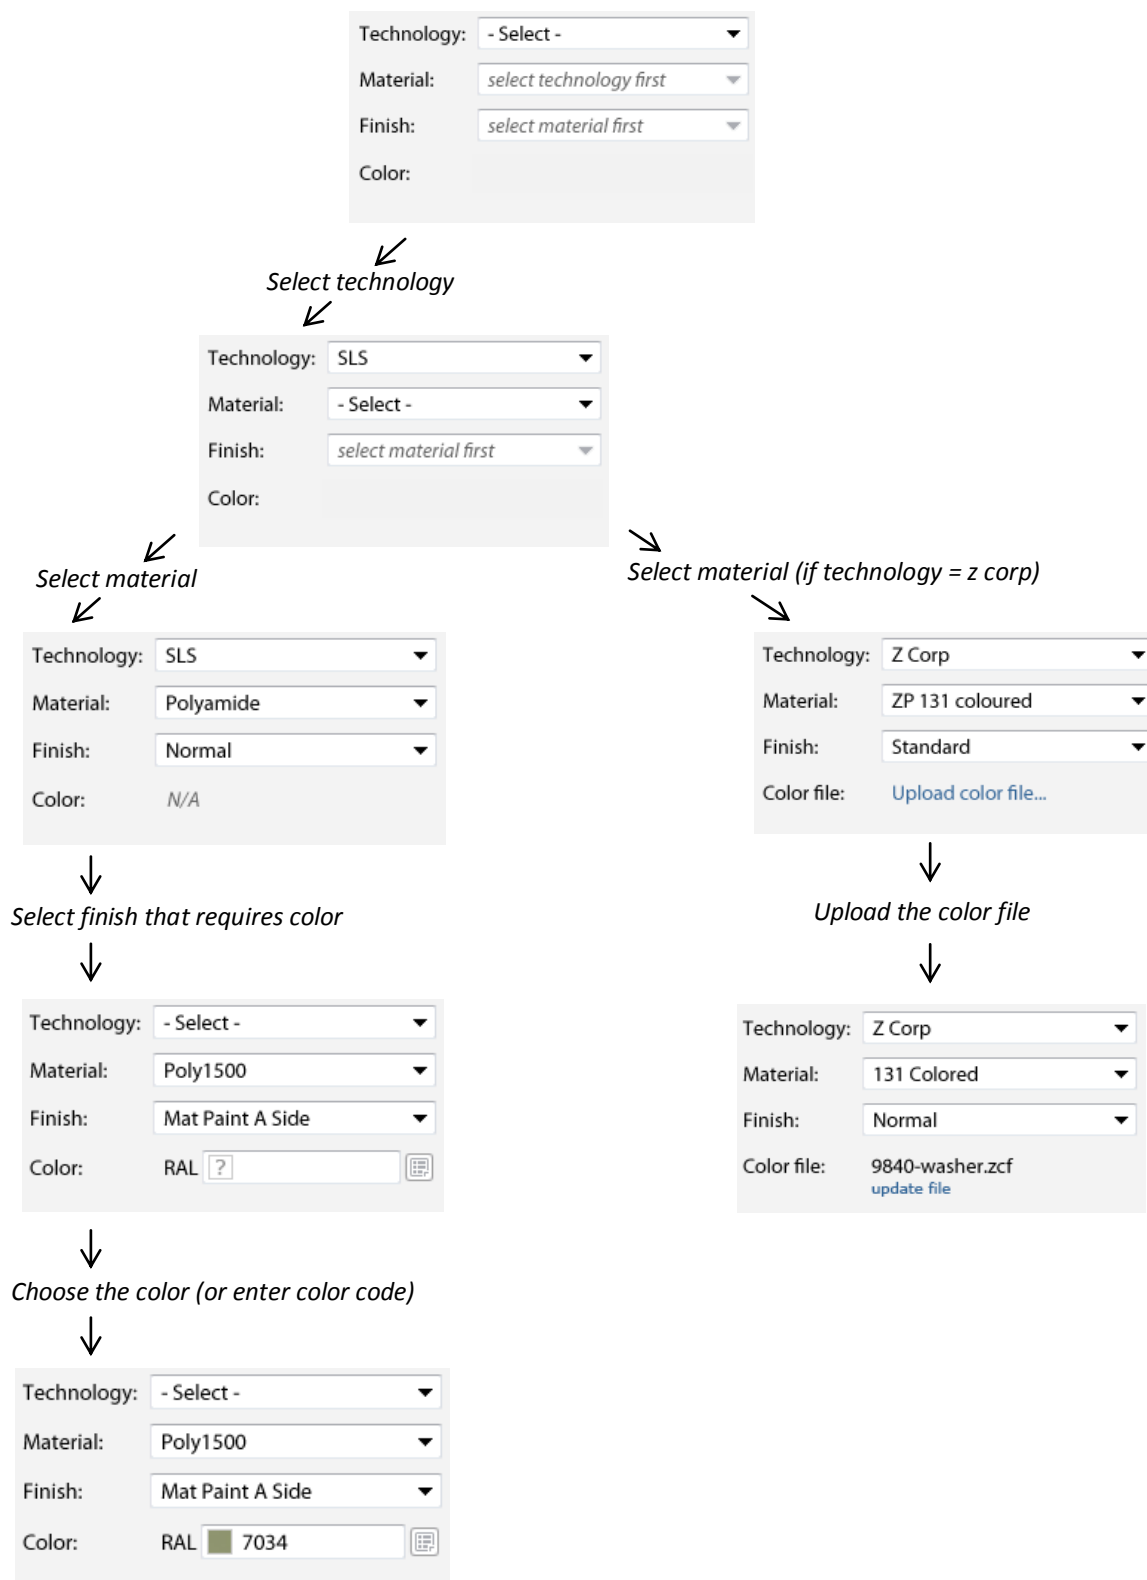 Technology: - Select -
Material: select technology first
Finish: select material first
Color:
Select technology
Technology: SLS
Material: - Select -
Finish: select material first
Color:
Select material
Select material (if technology = z corp)
Technology: SLS
Material: Polyamide
Finish: Normal
Color: N/A
Technology: Z Corp
Material: ZP 131 coloured
Finish: Standard
Color file: Upload color file...
Select finish that requires color
Upload the color file
Technology: - Select -
Material: Poly1500
Finish: Mat Paint A Side
Color: RAL ?
Technology: Z Corp
Material: 131 Colored
Finish: Normal
Color file: 9840-washer.zcf
update file
Choose the color (or enter color code)
Technology: - Select -
Material: Poly1500
Finish: Mat Paint A Side
Color: RAL 7034